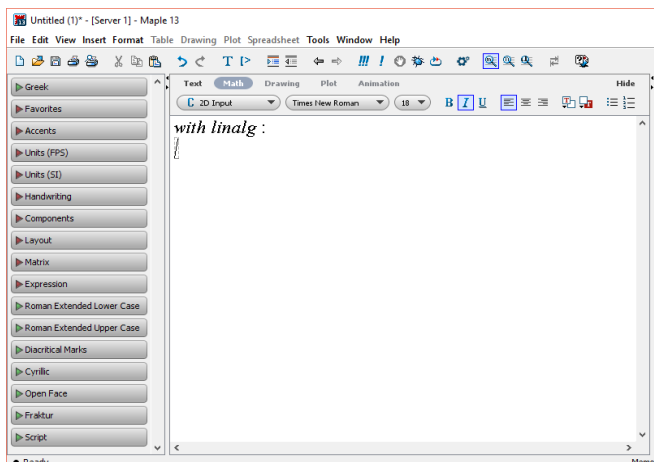 Untitled (1)* - [Server 1] - Maple 13
File Edit View Insert Format Table Drawing Plot Spreadsheet Tools Window Help
Text Math Drawing Plot Animation Hide
C 2D Input Times New Roman 18 B I U
Greek
Favorites
Accents
Units (FPS)
Units (SI)
Handwriting
Components
Layout
Matrix
Expression
Roman Extended Lower Case
Roman Extended Upper Case
Diacritical Marks
Cyrillic
Open Face
Fraktur
Script
with linalg :
Ready